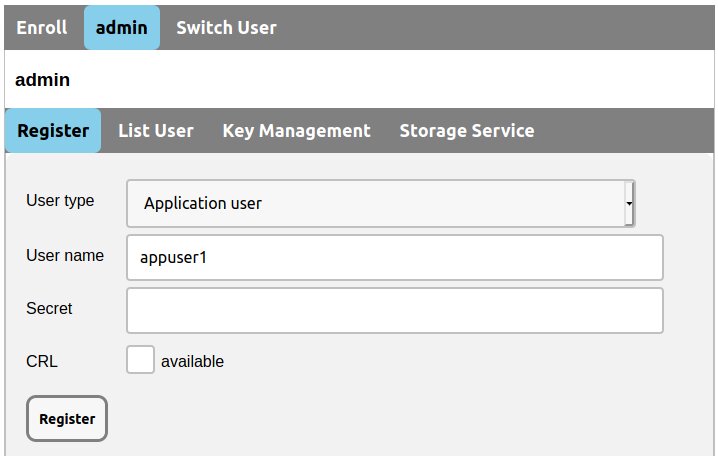 Enroll admin Switch User
admin
Register List User Key Management Storage Service
User type Application user
User name appuser1
Secret
CRL available
Register